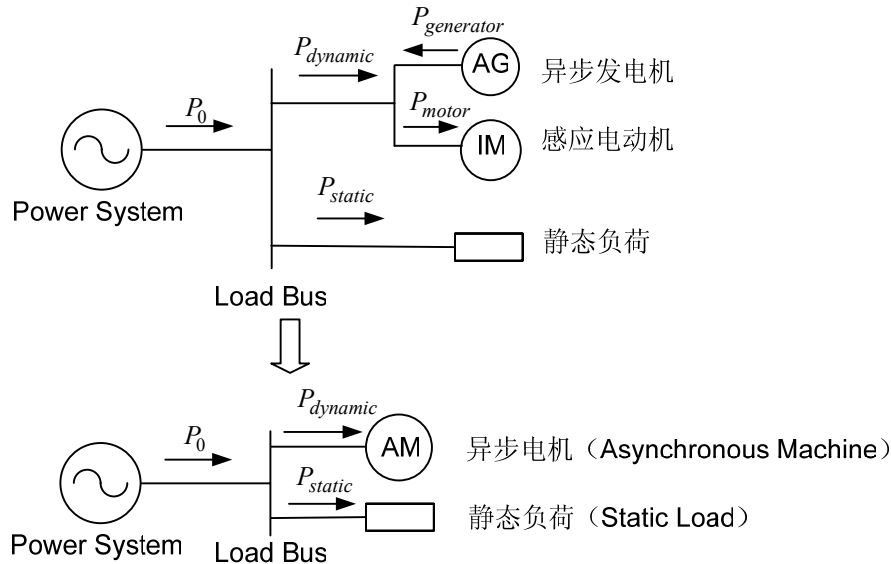 P_generator
P_dynamic
AG
异步发电机
P_0
P_motor
IM
感应电动机
P_static
Power System
静态负荷
Load Bus
P_dynamic
P_0
AM
异步电机（Asynchronous Machine）
P_static
静态负荷（Static Load）
Power System
Load Bus